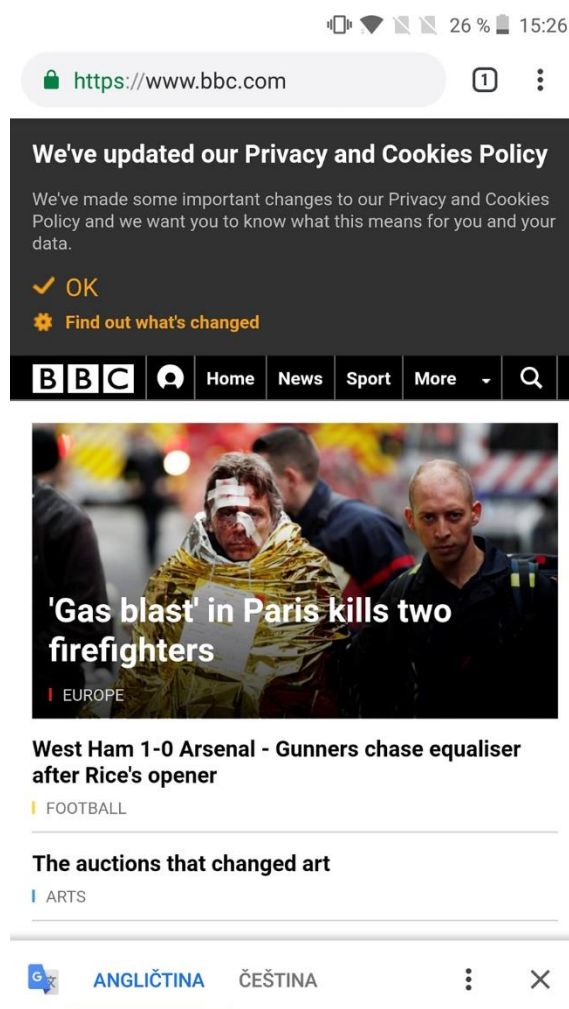 26 % 15:26
https://www.bbc.com 1
We've updated our Privacy and Cookies Policy
We've made some important changes to our Privacy and Cookies
Policy and we want you to know what this means for you and your
data.
OK
Find out what's changed
BBC Home News Sport More
'Gas blast' in Paris kills two
firefighters
EUROPE
West Ham 1-0 Arsenal - Gunners chase equaliser
after Rice's opener
FOOTBALL
The auctions that changed art
ARTS
G ANGLIČTINA ČEŠTINA